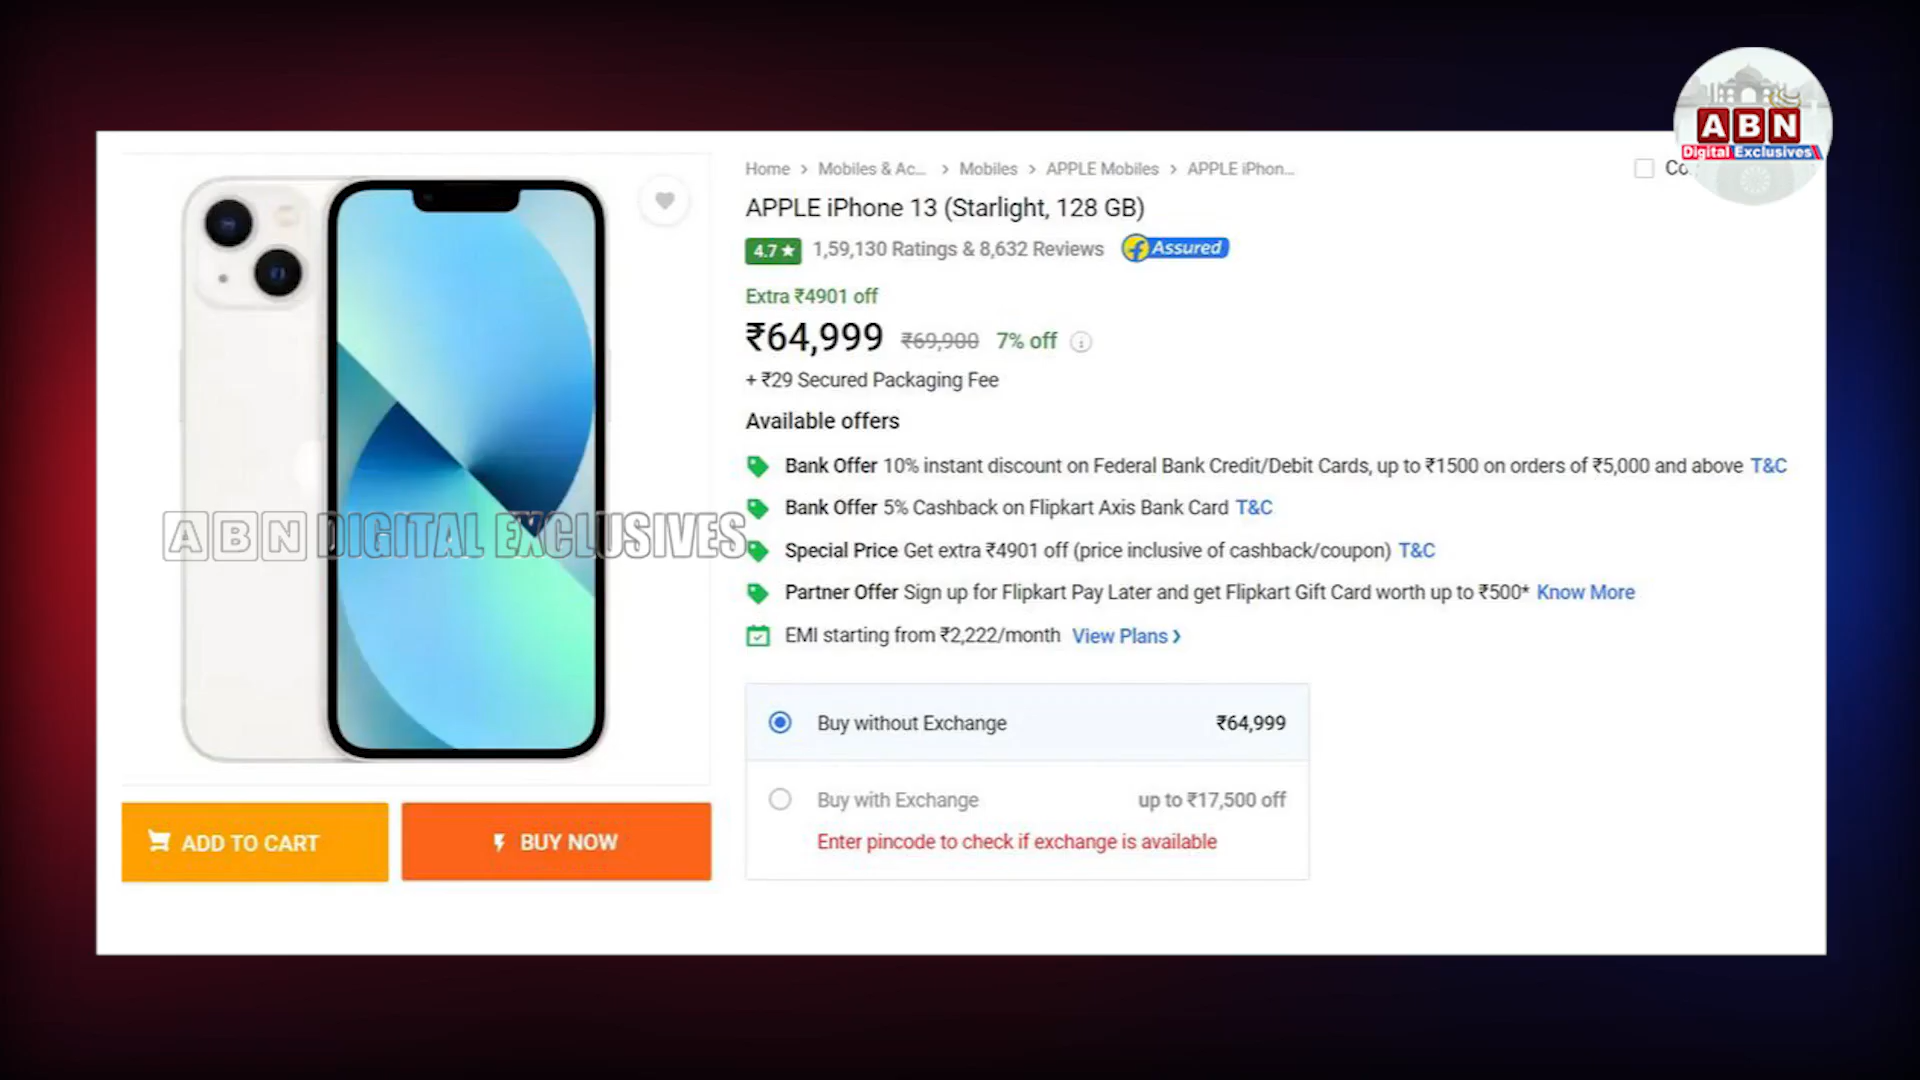 ABN
Digital Exclusives
Home > Mobiles & Ac... > Mobiles > APPLE Mobiles > APPLE iPhon...
APPLE iPhone 13 (Starlight, 128 GB)
4.7★ 1,59,130 Ratings & 8,632 Reviews Assured
Extra ₹4901 off
₹64,999 ₹69,900 7% off
+ ₹29 Secured Packaging Fee
Available offers
Bank Offer 10% instant discount on Federal Bank Credit/Debit Cards, up to ₹1500 on orders of ₹5,000 and above T&C
Bank Offer 5% Cashback on Flipkart Axis Bank Card T&C
Special Price Get extra ₹4901 off (price inclusive of cashback/coupon) T&C
Partner Offer Sign up for Flipkart Pay Later and get Flipkart Gift Card worth up to ₹500* Know More
EMI starting from ₹2,222/month View Plans ›
Buy without Exchange ₹64,999
Buy with Exchange up to ₹17,500 off
Enter pincode to check if exchange is available
ADD TO CART
BUY NOW
ABN DIGITAL EXCLUSIVES